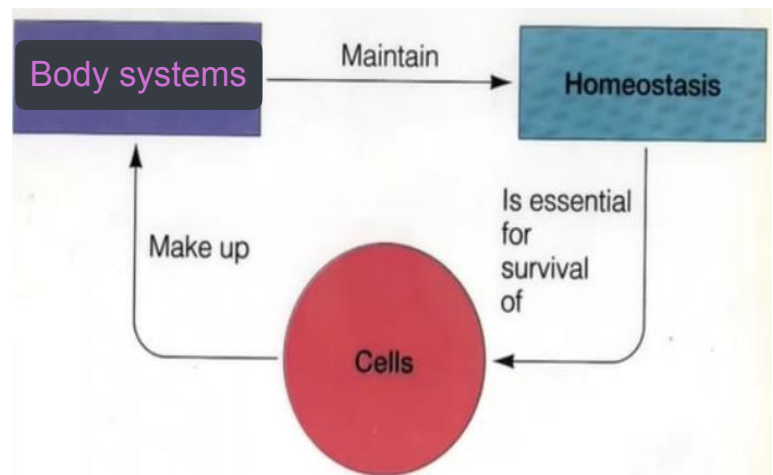 Body systems
Maintain
Homeostasis
Is essential
for
survival
of
Make up
Cells